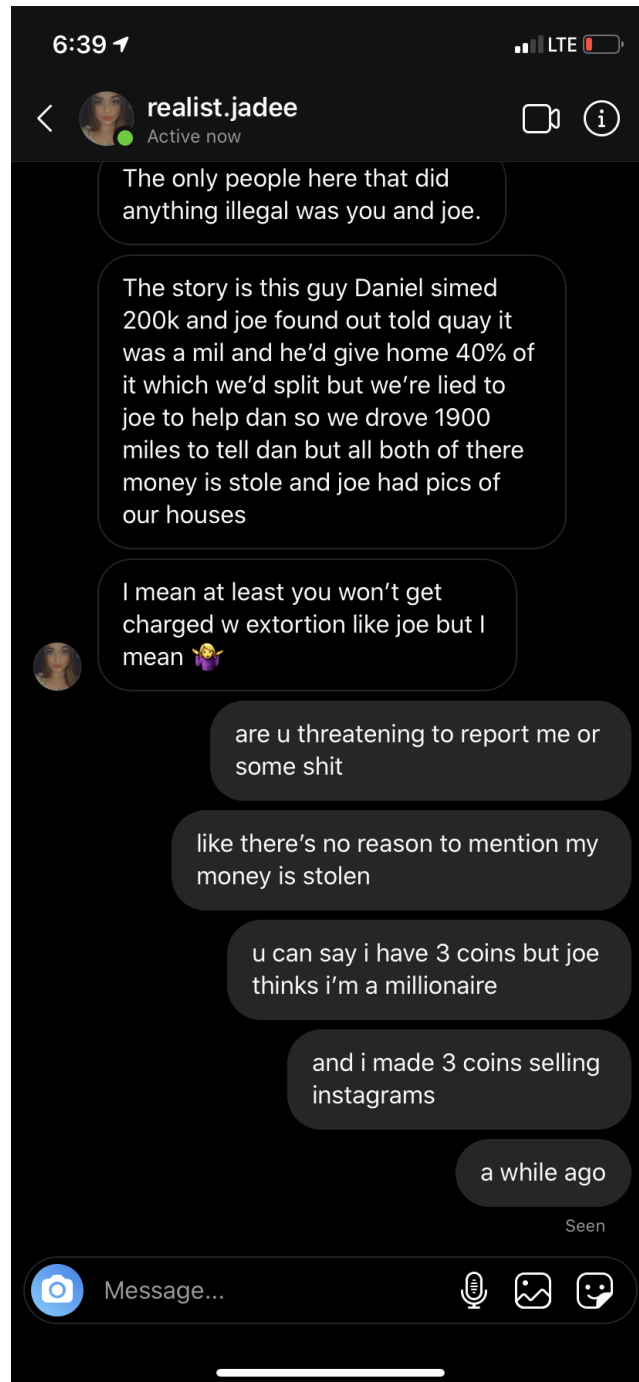 6:39
LTE
realist.jadee
Active now
The only people here that did
anything illegal was you and joe.
The story is this guy Daniel simed
200k and joe found out told quay it
was a mil and he’d give home 40% of
it which we’d split but we’re lied to
joe to help dan so we drove 1900
miles to tell dan but all both of there
money is stole and joe had pics of
our houses
I mean at least you won’t get
charged w extortion like joe but I
mean 🤷🏼‍♀️
are u threatening to report me or
some shit
like there’s no reason to mention my
money is stolen
u can say i have 3 coins but joe
thinks i’m a millionaire
and i made 3 coins selling
instagrams
a while ago
Seen
Message...